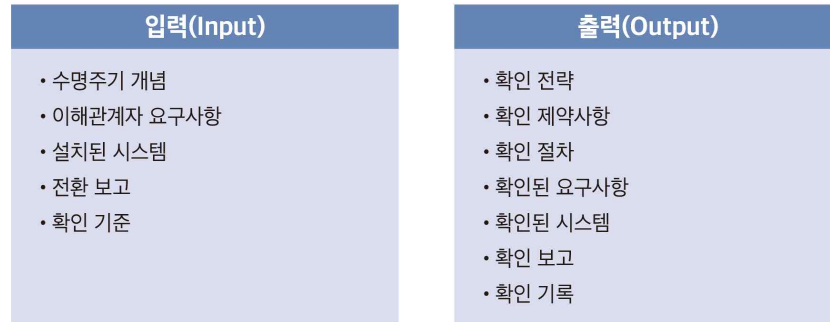 입력(Input)
• 수명주기 개념
• 이해관계자 요구사항
• 설치된 시스템
• 전환 보고
• 확인 기준
출력(Output)
• 확인 전략
• 확인 제약사항
• 확인 절차
• 확인된 요구사항
• 확인된 시스템
• 확인 보고
• 확인 기록